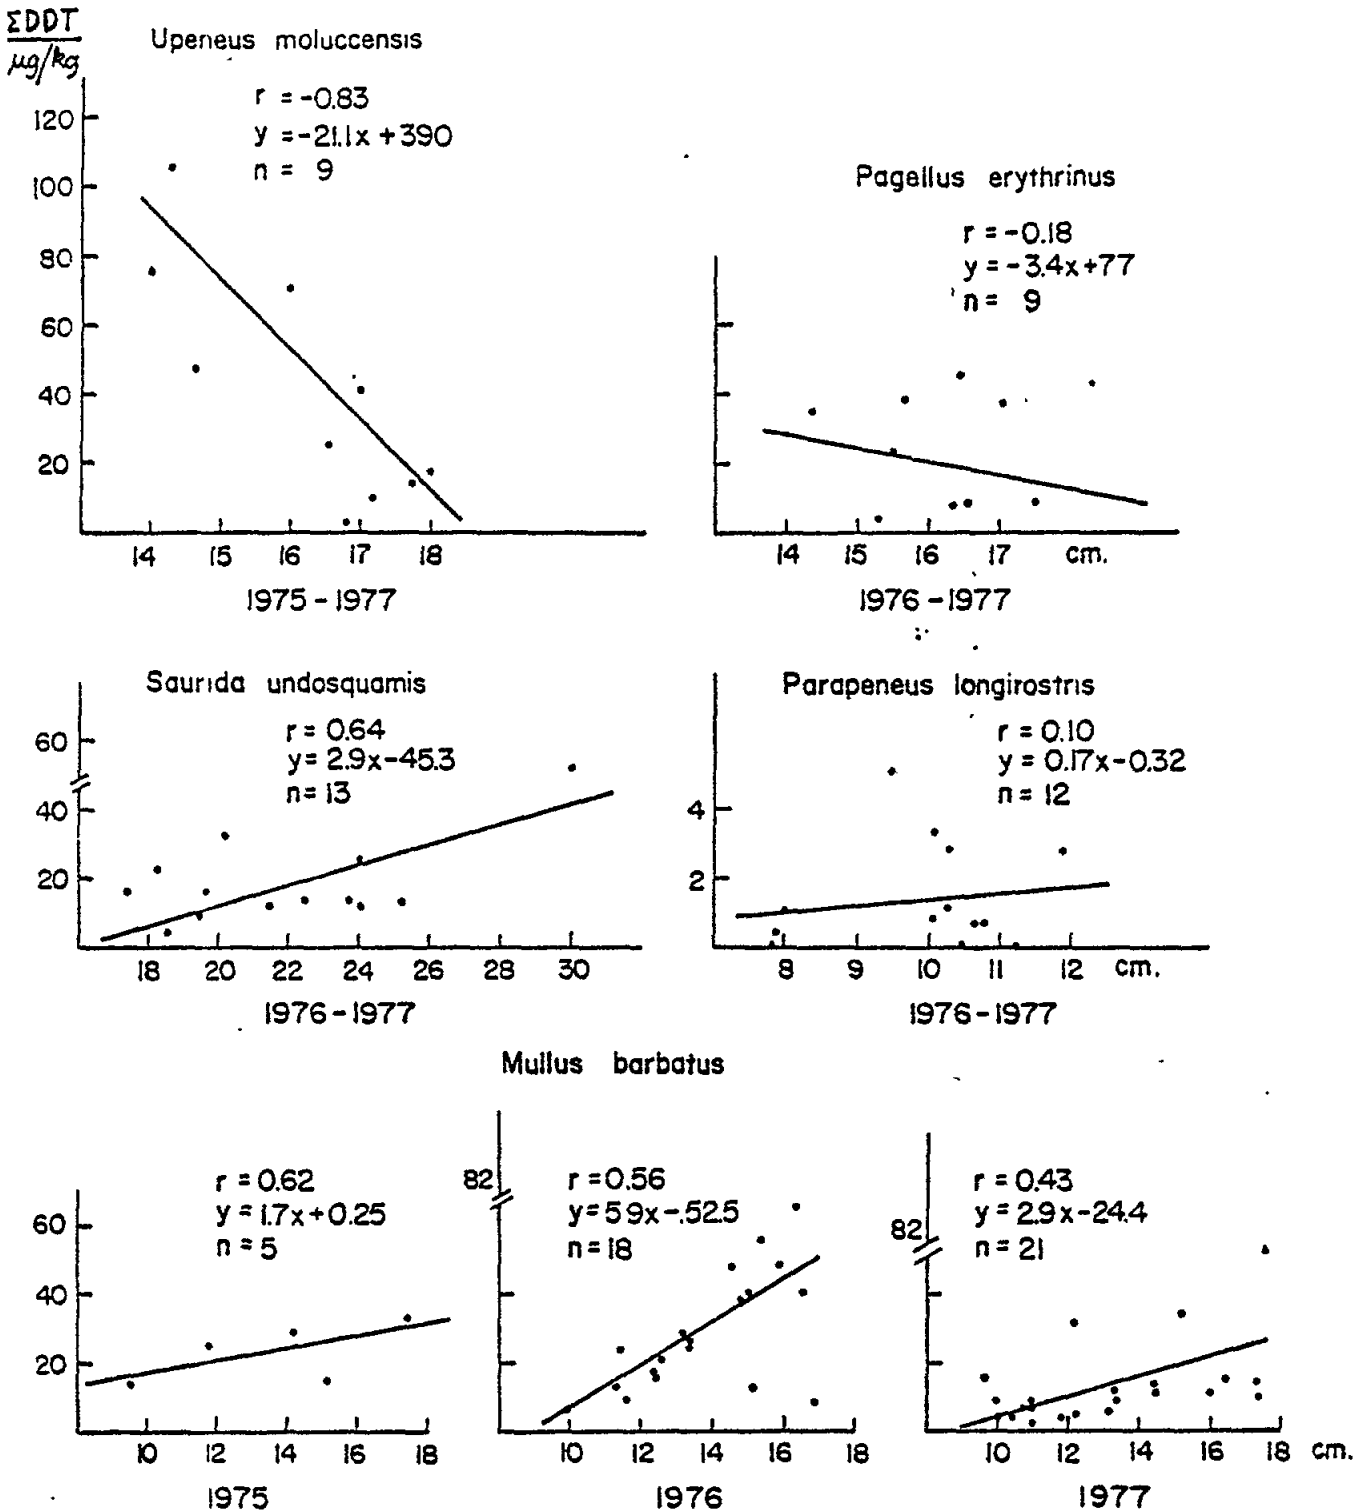 ΣDDT
μg/kg
Upeneus moluccensis
r = -0.83
y = -21.1x + 390
n = 9
120
100
80
60
40
20
14 15 16 17 18
1975 - 1977
Pagellus erythrinus
r = -0.18
y = -3.4x + 77
n = 9
14 15 16 17 cm.
1976 - 1977
Saurida undosquamis
r = 0.64
y = 2.9x - 45.3
n = 13
60
40
20
18 20 22 24 26 28 30
1976 - 1977
Parapeneus longirostris
r = 0.10
y = 0.17x - 0.32
n = 12
4
2
8 9 10 11 12 cm.
1976 - 1977
Mullus barbatus
r = 0.62
y = 1.7x + 0.25
n = 5
60
40
20
10 12 14 16 18
1975
82
r = 0.56
y = 59x - .52.5
n = 18
10 12 14 16 18
1976
82
r = 0.43
y = 2.9x - 24.4
n = 21
10 12 14 16 18 cm.
1977